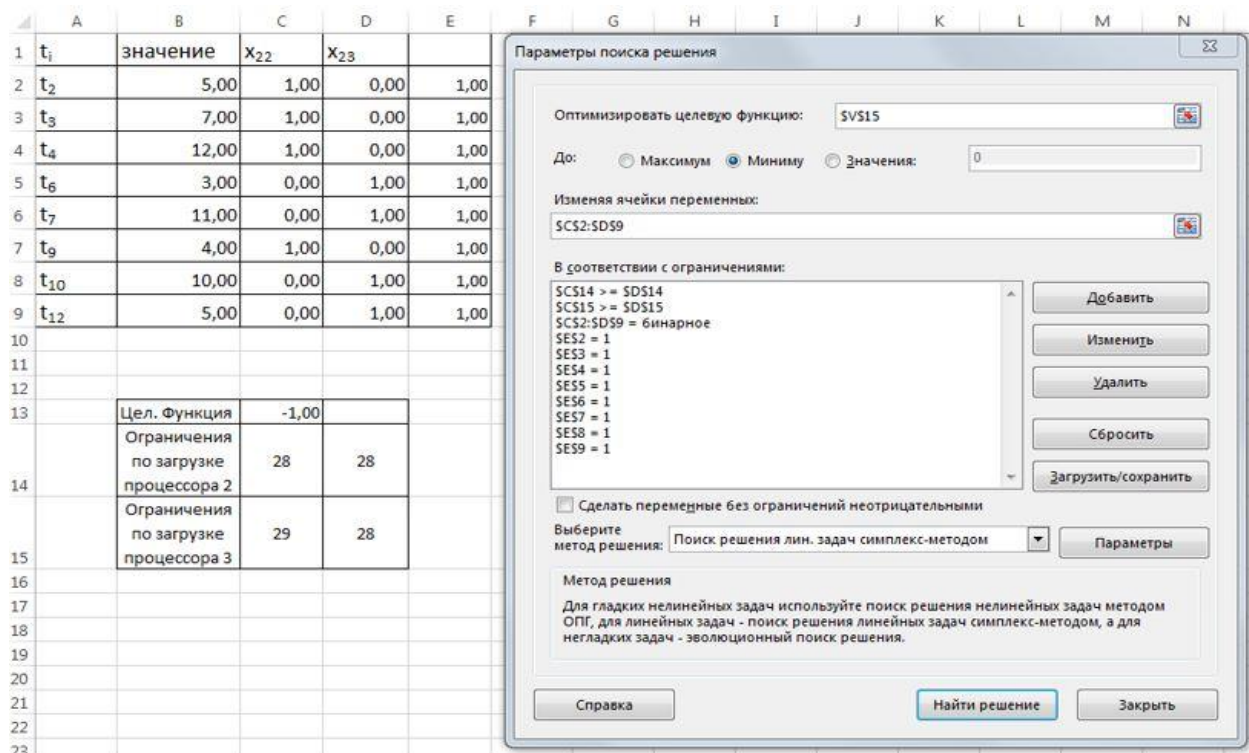 A B C D E F G H I J K L M N
1 tᵢ значение x₂₂ x₂₃
2 t₂ 5,00 1,00 0,00 1,00
3 t₃ 7,00 1,00 0,00 1,00
4 t₄ 12,00 1,00 0,00 1,00
5 t₆ 3,00 0,00 1,00 1,00
6 t₇ 11,00 0,00 1,00 1,00
7 t₉ 4,00 1,00 0,00 1,00
8 t₁₀ 10,00 0,00 1,00 1,00
9 t₁₂ 5,00 0,00 1,00 1,00
10
11
12
13 Цел. Функция -1,00
Ограничения
по загрузке 28 28
14 процессора 2
Ограничения
по загрузке 29 28
15 процессора 3
16
17
18
19
20
21
22
23
Параметры поиска решения
Оптимизировать целевую функцию: $V$15
До: Максимум Миниму Значения: 0
Изменяя ячейки переменных:
$C$2:$D$9
В соответствии с ограничениями:
$C$14 >= $D$14
$C$15 >= $D$15
$C$2:$D$9 = бинарное
$E$2 = 1
$E$3 = 1
$E$4 = 1
$E$5 = 1
$E$6 = 1
$E$7 = 1
$E$8 = 1
$E$9 = 1
Добавить
Изменить
Удалить
Сбросить
Загрузить/сохранить
Сделать переменные без ограничений неотрицательными
Выберите
метод решения: Поиск решения лин. задач симплекс-методом Параметры
Метод решения
Для гладких нелинейных задач используйте поиск решения нелинейных задач методом
ОПГ, для линейных задач - поиск решения линейных задач симплекс-методом, а для
негладких задач - эволюционный поиск решения.
Справка Найти решение Закрыть